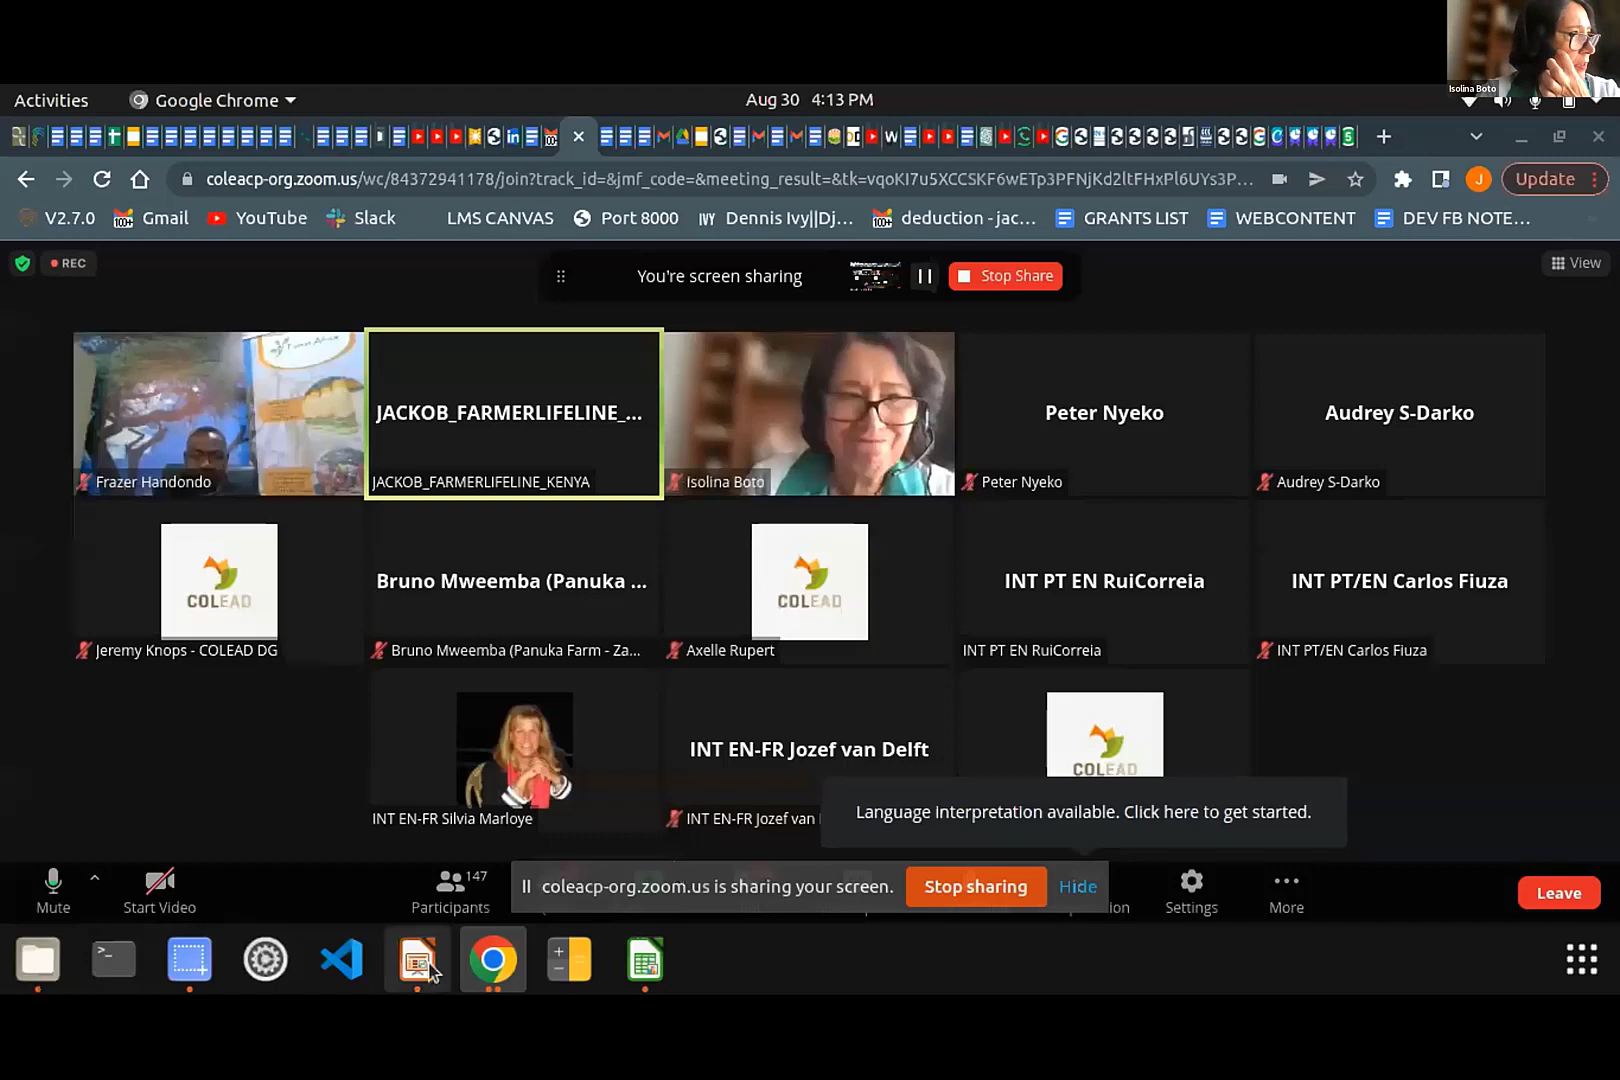 Isolina Boto
Activities
Google Chrome
Aug 30 4:13 PM
coleacp-org.zoom.us/wc/84372941178/join?track_id=&jmf_code=&meeting_result=&tk=vqoKI7u5XCCSKF6wETp3PFNjKd2ltFHxPl6UYs3P...
J
Update
V2.7.0
Gmail
YouTube
Slack
LMS CANVAS
Port 8000
IVY Dennis Ivy||Dj...
deduction - jac...
GRANTS LIST
WEBCONTENT
DEV FB NOTE...
REC
You're screen sharing
Stop Share
View
JACKOB_FARMERLIFELINE_...
Peter Nyeko
Audrey S-Darko
Frazer Handondo
JACKOB_FARMERLIFELINE_KENYA
Isolina Boto
Peter Nyeko
Audrey S-Darko
COLEAD
Bruno Mweemba (Panuka ...
COLEAD
INT PT EN RuiCorreia
INT PT/EN Carlos Fiuza
Jeremy Knops - COLEAD DG
Bruno Mweemba (Panuka Farm - Za...
Axelle Rupert
INT PT EN RuiCorreia
INT PT/EN Carlos Fiuza
INT EN-FR Jozef van Delft
COLEAD
INT EN-FR Silvia Marloye
INT EN-FR Jozef van
Language Interpretation available. Click here to get started.
Mute
Start Video
147
Participants
coleacp-org.zoom.us is sharing your screen.
Stop sharing
Hide
Settings
More
Leave